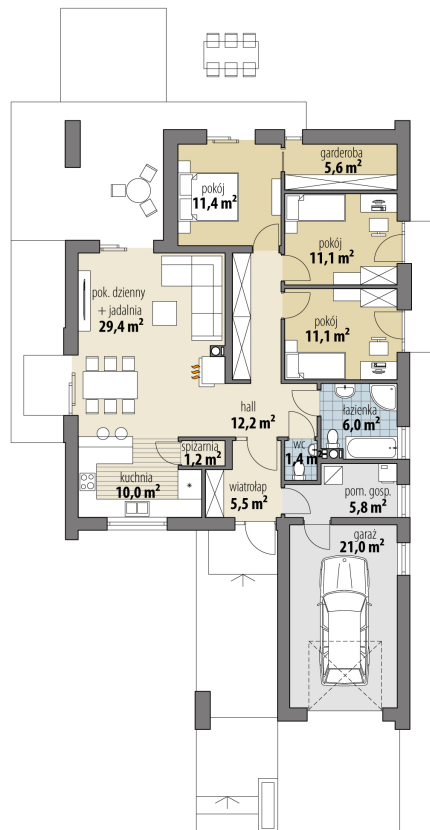 garderoba
5,6 m²
pokój
11,4 m²
pokój
11,1 m²
pok. dzienny
+ jadalnia
29,4 m²
pokój
11,1 m²
hall
12,2 m²
łazienka
6,0 m²
wc
1,4 m²
spiżarnia
1,2 m²
kuchnia
10,0 m²
wiatrołap
5,5 m²
pom. gosp.
5,8 m²
garaż
21,0 m²